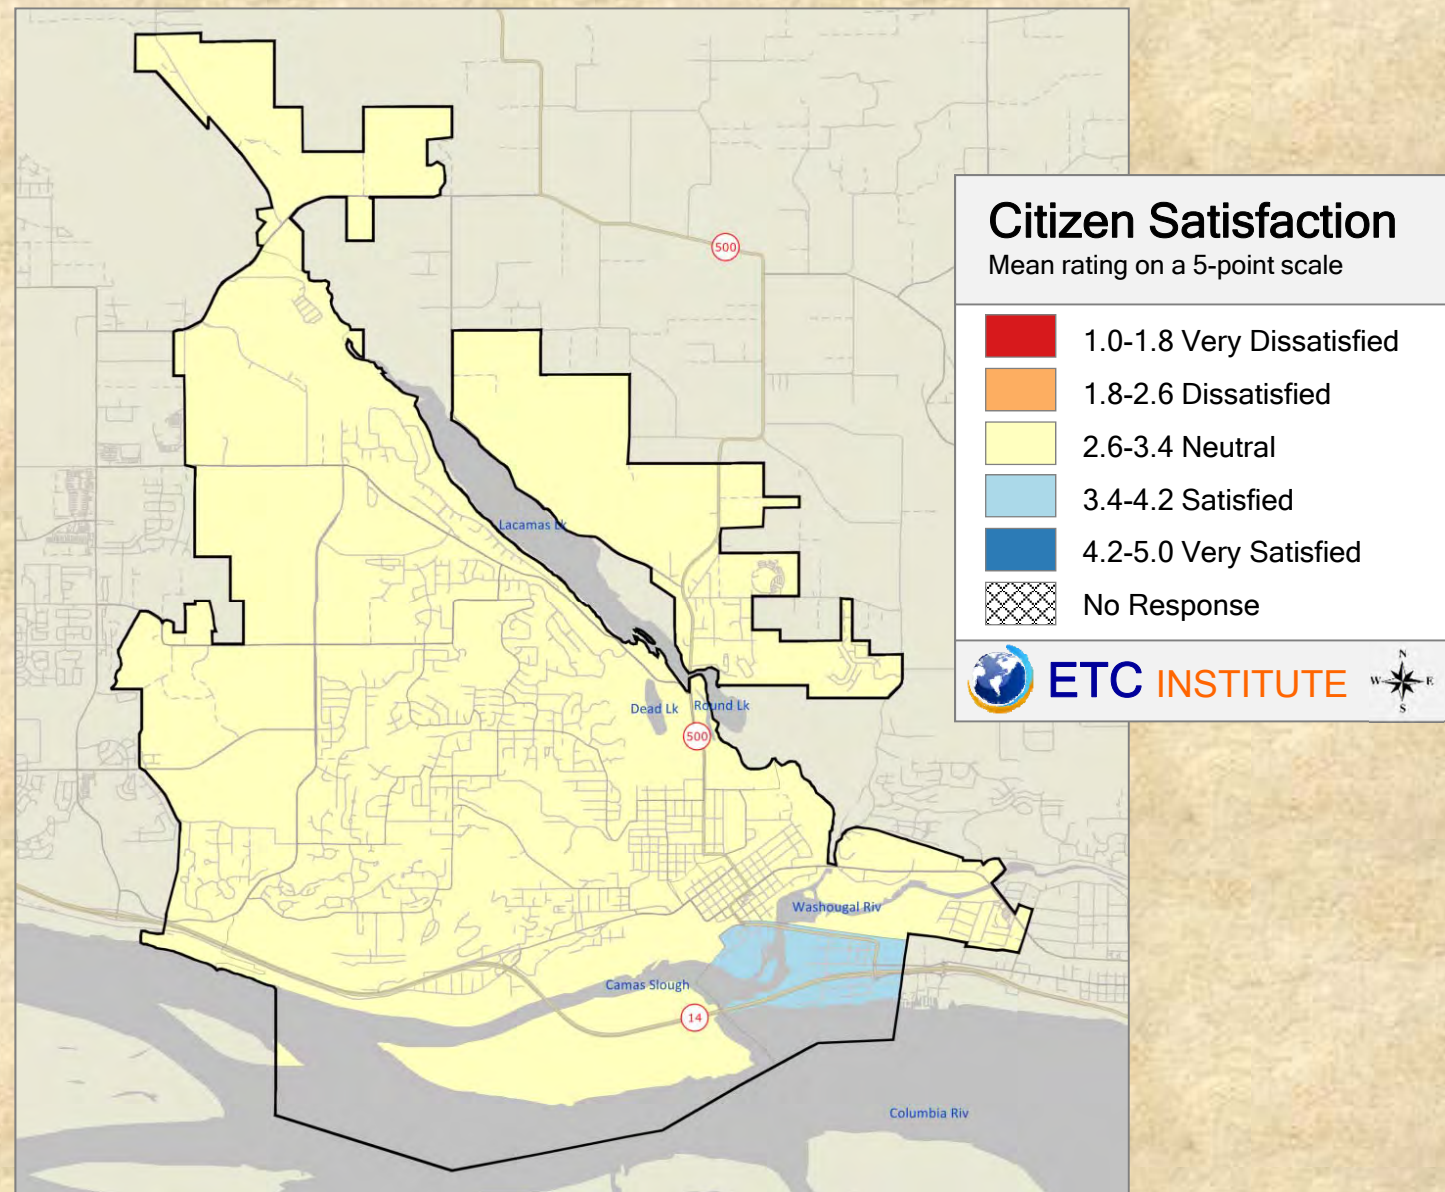 500
Citizen Satisfaction
Mean rating on a 5-point scale
1.0-1.8 Very Dissatisfied
1.8-2.6 Dissatisfied
2.6-3.4 Neutral
3.4-4.2 Satisfied
4.2-5.0 Very Satisfied
No Response
ETC INSTITUTE
N
W E
S
Lacamas Lk
Dead Lk
Round Lk
500
Washougal Riv
Camas Slough
14
Columbia Riv